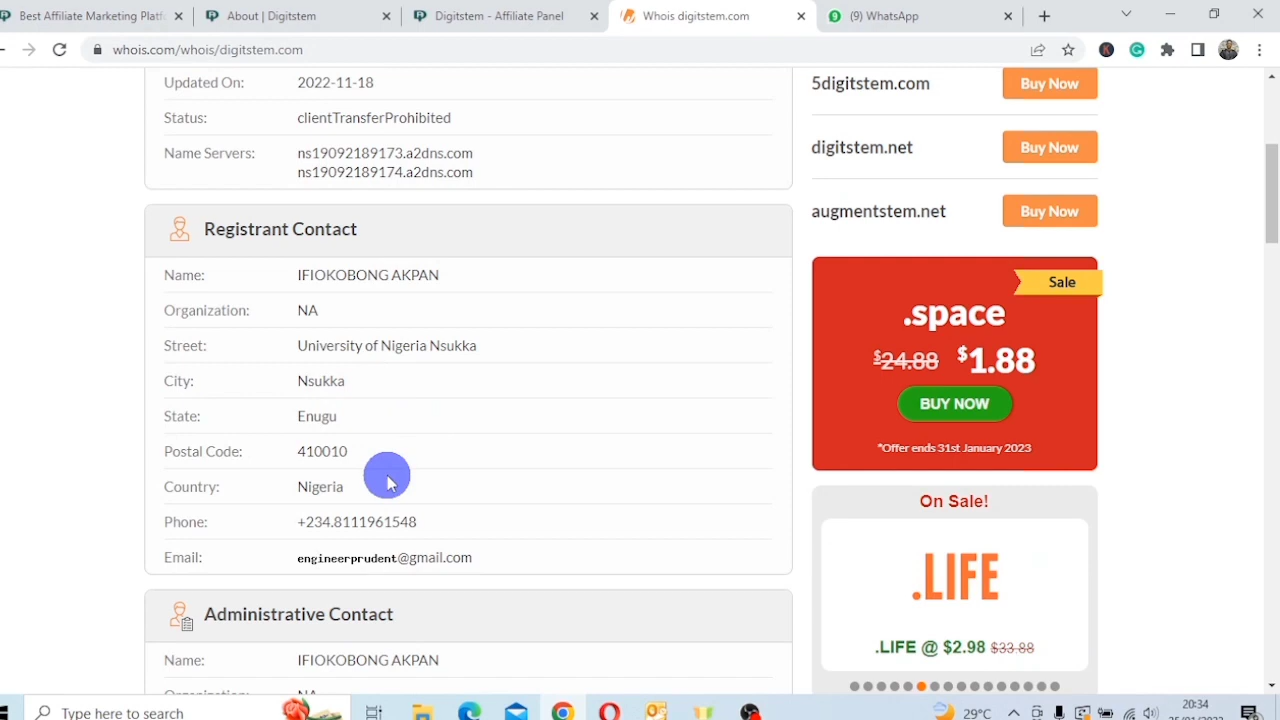 Best Affiliate Marketing Platf
About | Digitstem
Digitstem - Affiliate Panel
Whois digitstem.com
(9) WhatsApp
whois.com/whois/digitstem.com
Updated On: 2022-11-18
Status: clientTransferProhibited
Name Servers: ns19092189173.a2dns.com
ns19092189174.a2dns.com
Registrant Contact
Name: IFIOKOBONG AKPAN
Organization: NA
Street: University of Nigeria Nsukka
City: Nsukka
State: Enugu
Postal Code: 410010
Country: Nigeria
Phone: +234.8111961548
Email: engineerprudent@gmail.com
Administrative Contact
Name: IFIOKOBONG AKPAN
Organization: NA
5digitstem.com Buy Now
digitstem.net Buy Now
augmentstem.net Buy Now
Sale
.space
$24.88 $1.88
BUY NOW
*Offer ends 31st January 2023
On Sale!
.LIFE
.LIFE @ $2.98 $33.88
Type here to search
29°C
20:34